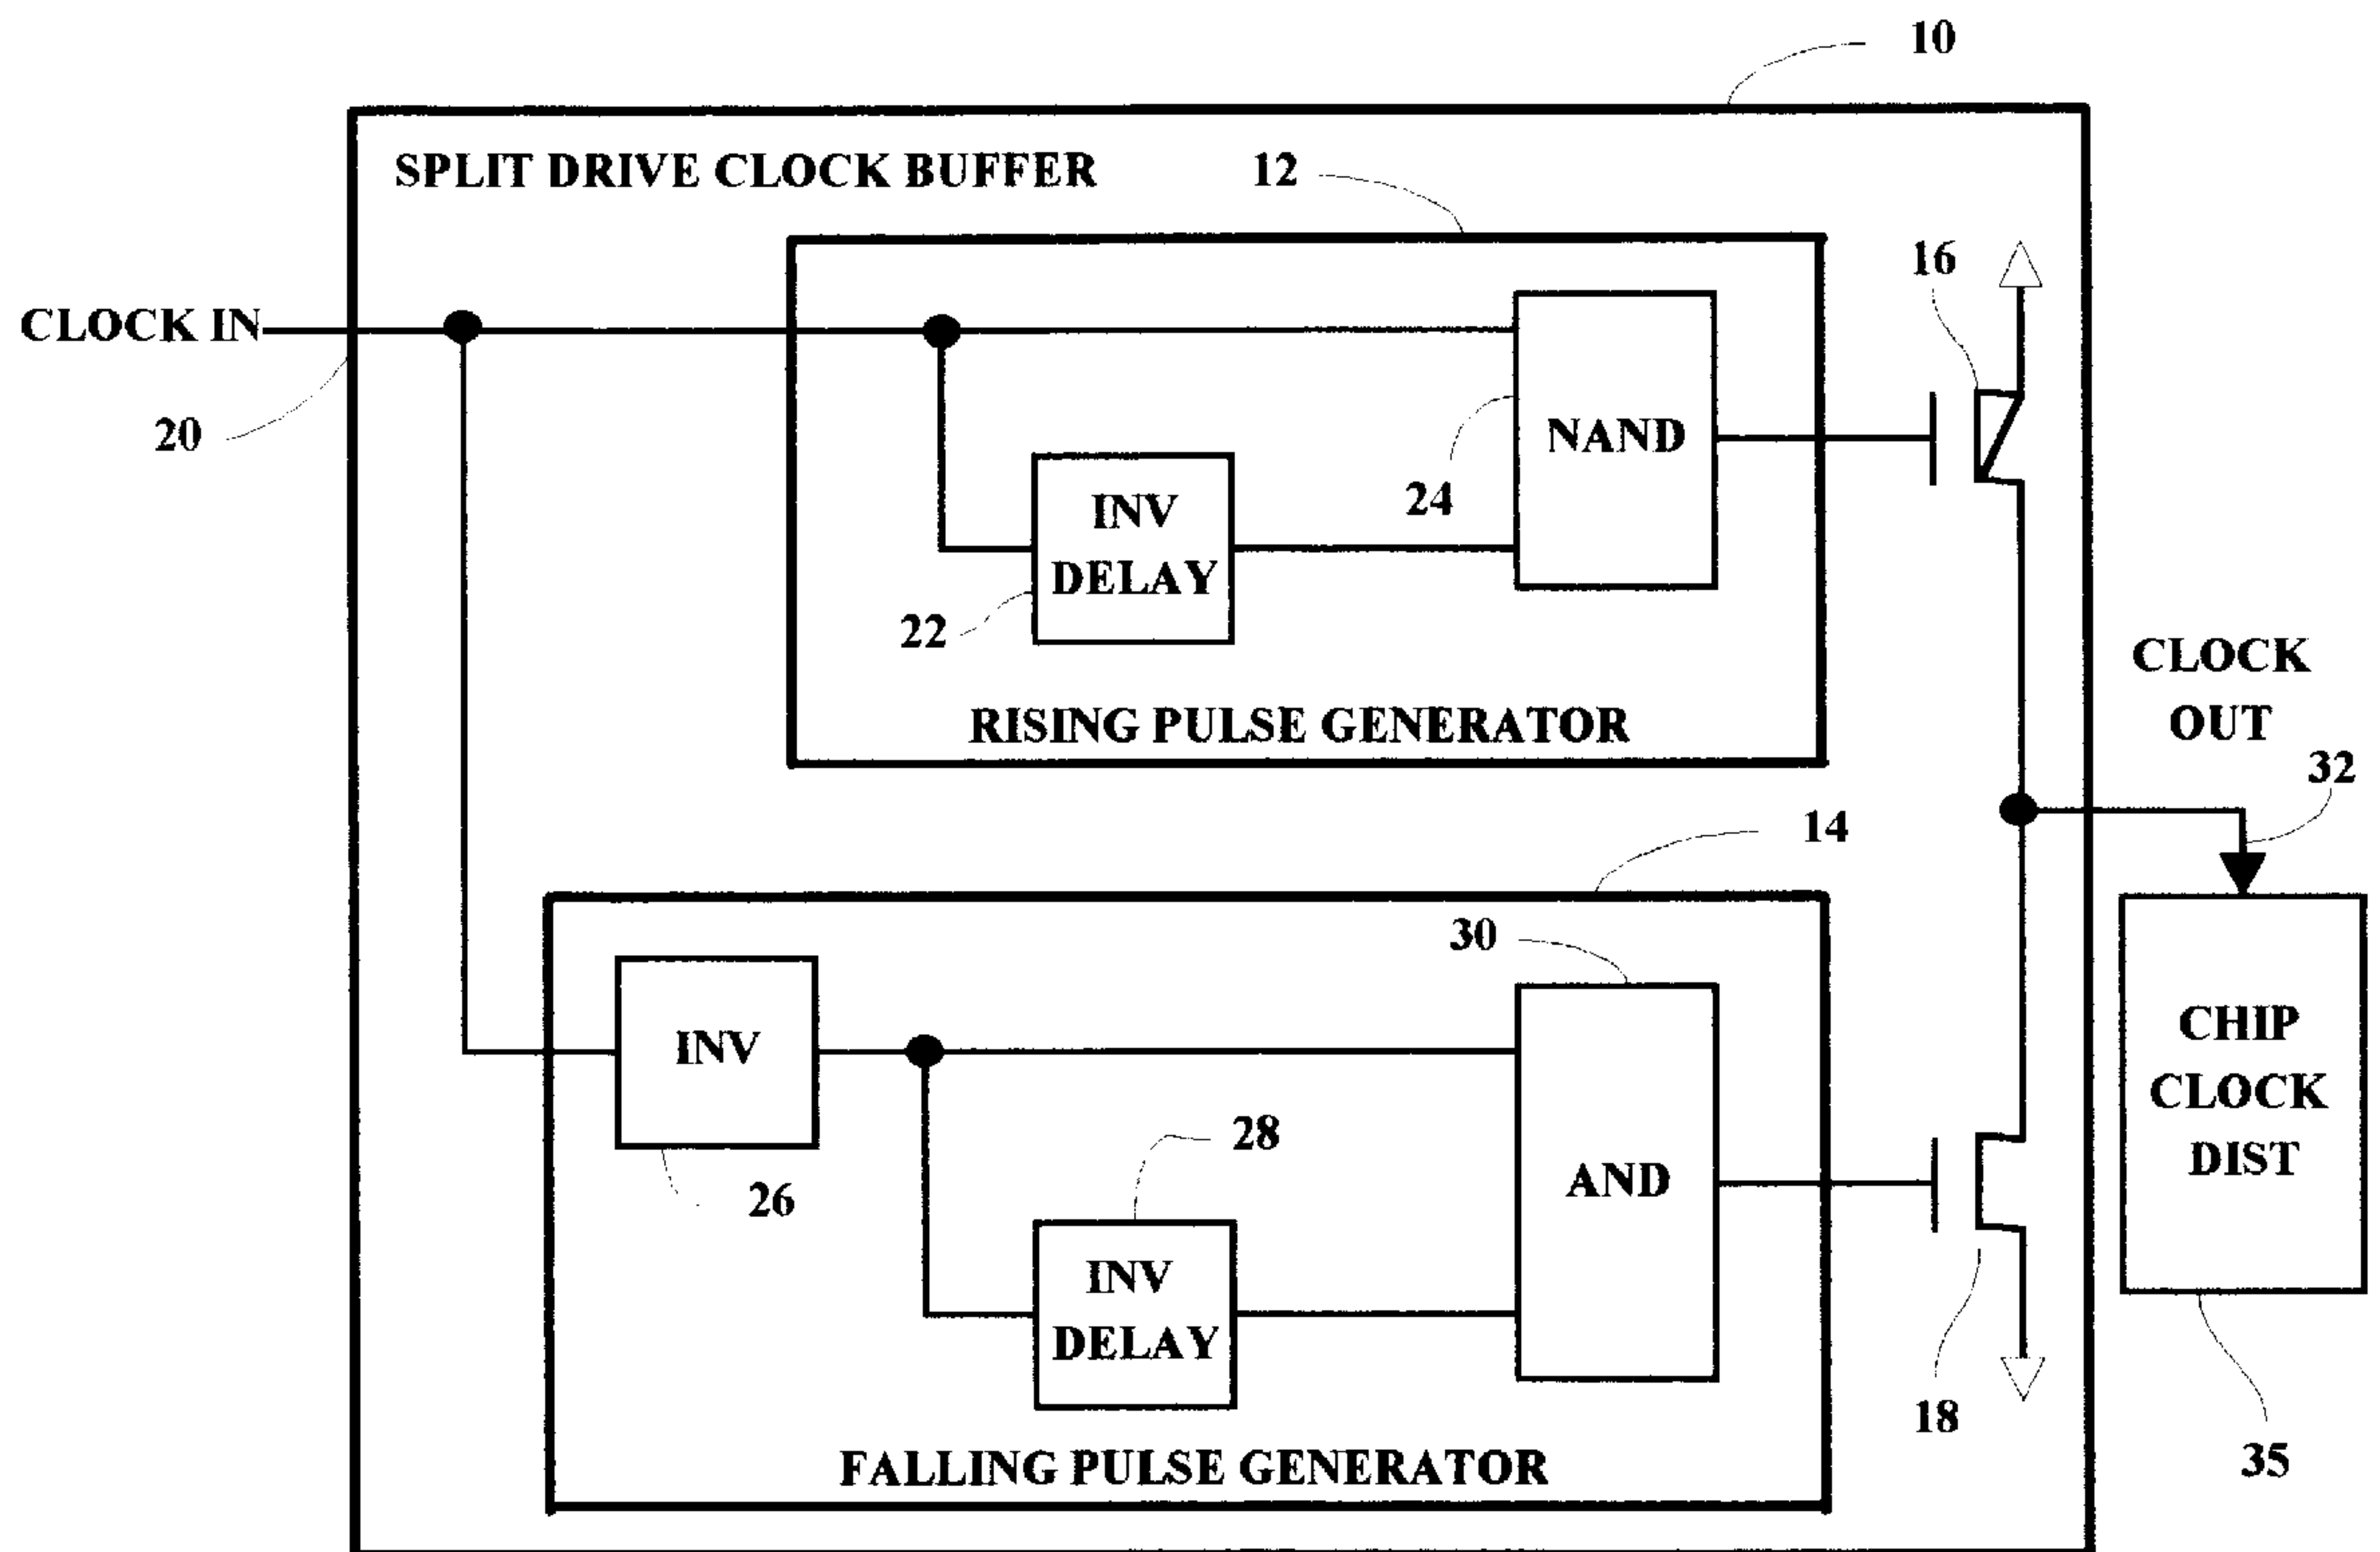 10
SPLIT DRIVE CLOCK BUFFER
12
16
CLOCK IN
20
NAND
24
INV
DELAY
22
RISING PULSE GENERATOR
CLOCK
OUT
32
14
30
INV
26
28
AND
INV
DELAY
18
CHIP
CLOCK
DIST
35
FALLING PULSE GENERATOR